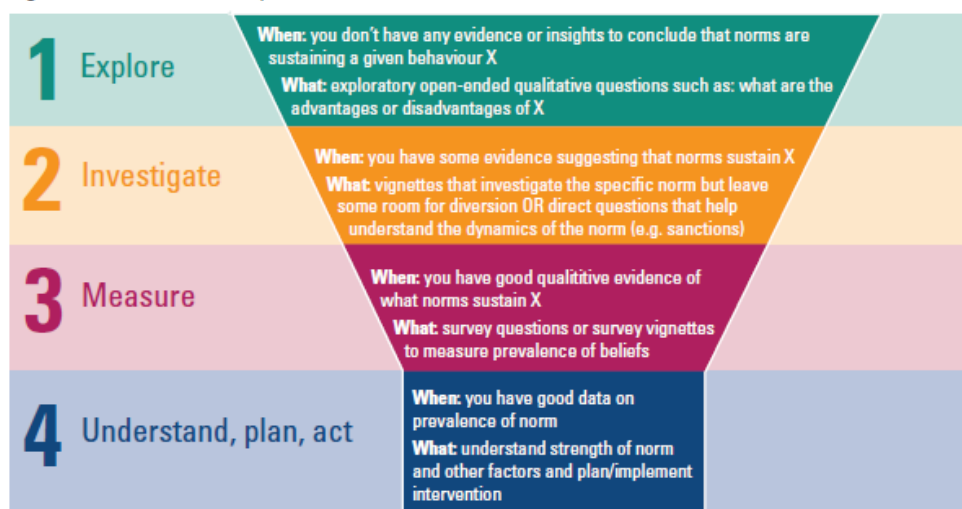 1
Explore
When: you don't have any evidence or insights to conclude that norms are
sustaining a given behaviour X
What: exploratory open-ended qualitative questions such as: what are the
advantages or disadvantages of X
2
Investigate
When: you have some evidence suggesting that norms sustain X
What: vignettes that investigate the specific norm but leave
some room for diversion OR direct questions that help
understand the dynamics of the norm (e.g. sanctions)
3
Measure
When: you have good qualititive evidence of
what norms sustain X
What: survey questions or survey vignettes
to measure prevalence of beliefs
4
Understand, plan, act
When: you have good data on
prevalence of norm
What: understand strength of norm
and other factors and plan/implement
intervention